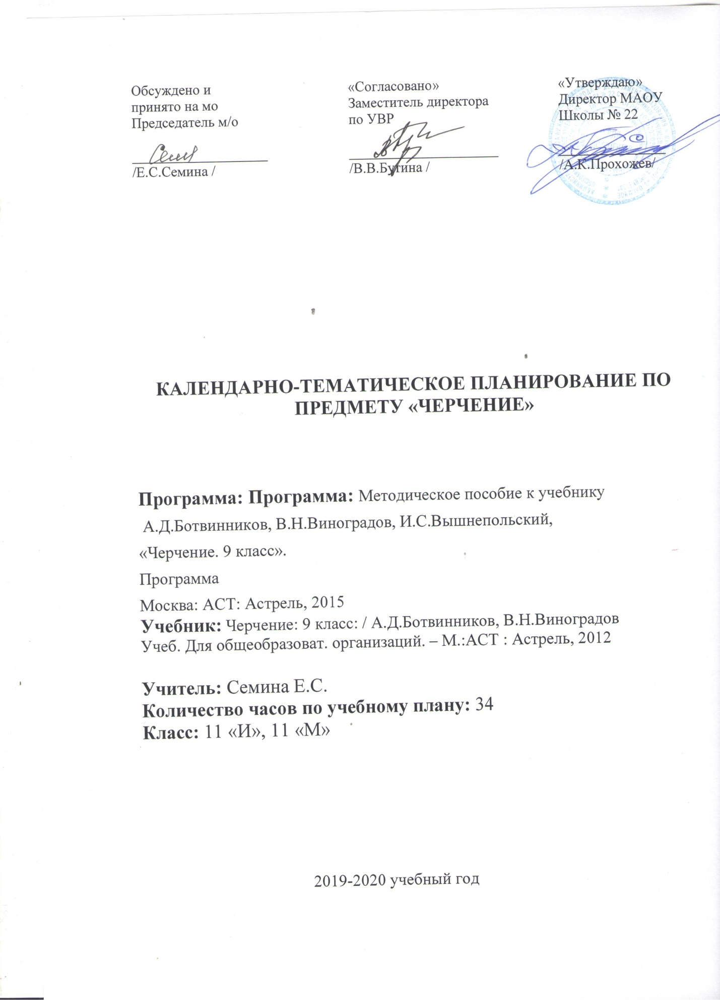 Обсуждено и
принято на мо
Председатель м/о
/Е.С.Семина /
«Согласовано»
Заместитель директора
по УВР
/В.В.Бутина /
«Утверждаю»
Директор МАОУ
Школы № 22
/А.К.Прохожев/
КАЛЕНДАРНО-ТЕМАТИЧЕСКОЕ ПЛАНИРОВАНИЕ ПО
ПРЕДМЕТУ «ЧЕРЧЕНИЕ»
Программа: Программа: Методическое пособие к учебнику
А.Д.Ботвинников, В.Н.Виноградов, И.С.Вышнепольский,
«Черчение. 9 класс».
Программа
Москва: АСТ: Астрель, 2015
Учебник: Черчение: 9 класс: / А.Д.Ботвинников, В.Н.Виноградов
Учеб. Для общеобразоват. организаций. – М.:АСТ : Астрель, 2012
Учитель: Семина Е.С.
Количество часов по учебному плану: 34
Класс: 11 «И», 11 «М»
2019-2020 учебный год